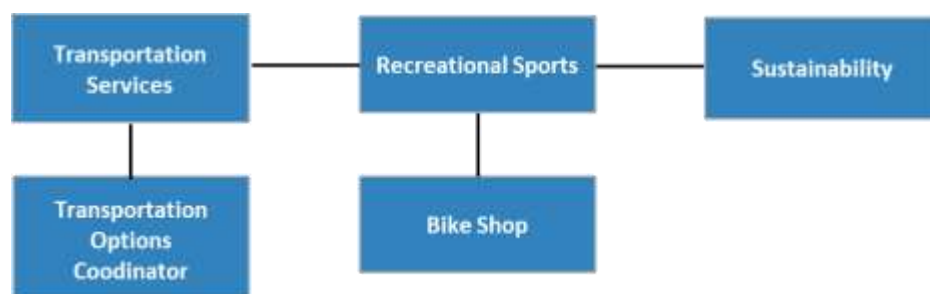 Transportation
Services
Recreational Sports
Sustainability
Transportation
Options
Coodinator
Bike Shop